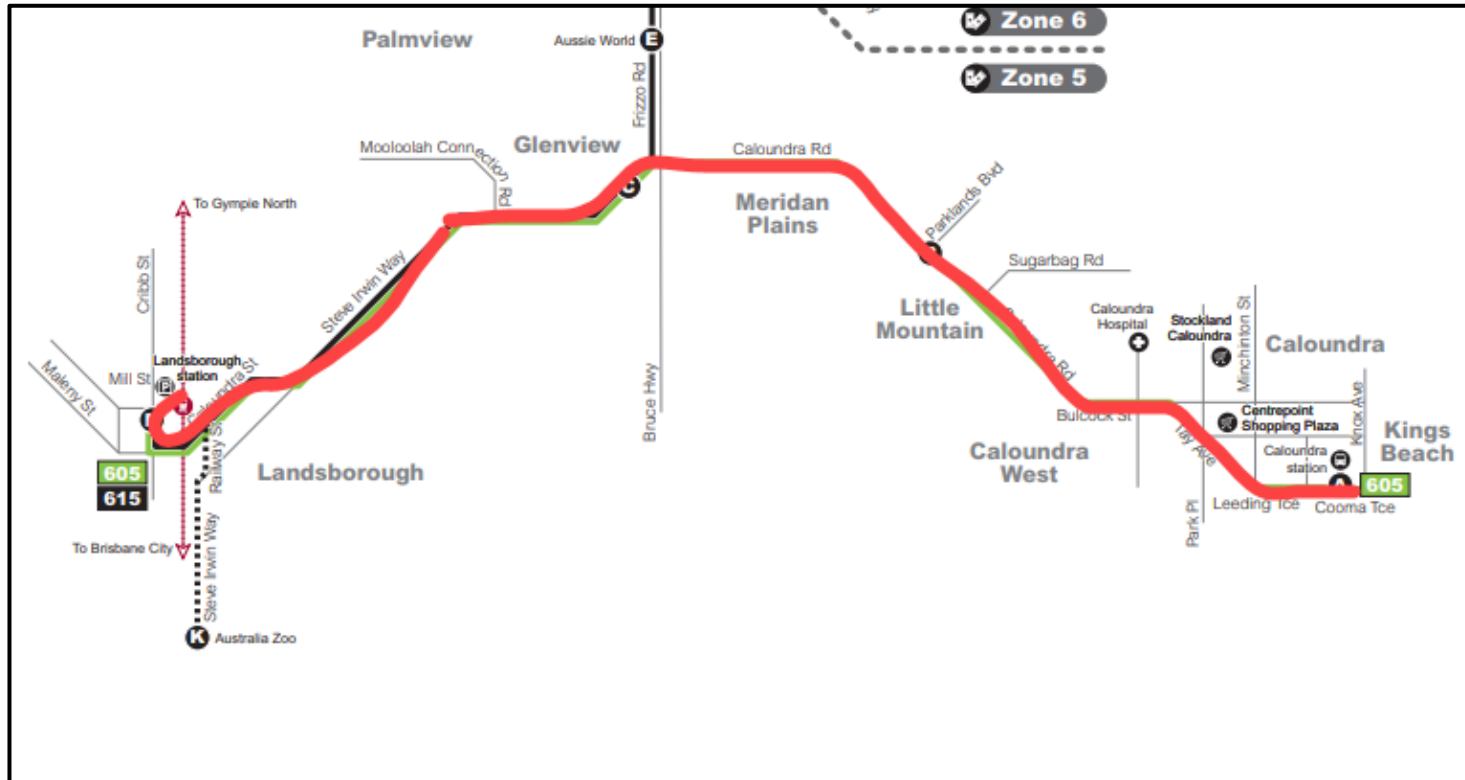 Zone 6
Palmview
Aussie World
E
Zone 5
Frizzo Rd
Glenview
Mooloolah Connection Rd
Caloundra Rd
C
To Gympie North
Meridan
Plains
Parklands Bvd
Sugarbag Rd
Cribb St
Steve Irwin Way
Little
Mountain
Caloundra
Hospital
Stockland
Caloundra
Minchinton St
Caloundra
Landsborough
station
P
Mill St
Maleny St
Caloundra St
Railway St
Bruce Hwy
Bulcock St
Tay Ave
Centrepoint
Shopping Plaza
Knox Ave
Kings
Beach
Landsborough
Caloundra
West
Caloundra
station
605
615
605
Leeding Tce
Cooma Tce
Park Pl
To Brisbane City
Steve Irwin Way
K
Australia Zoo